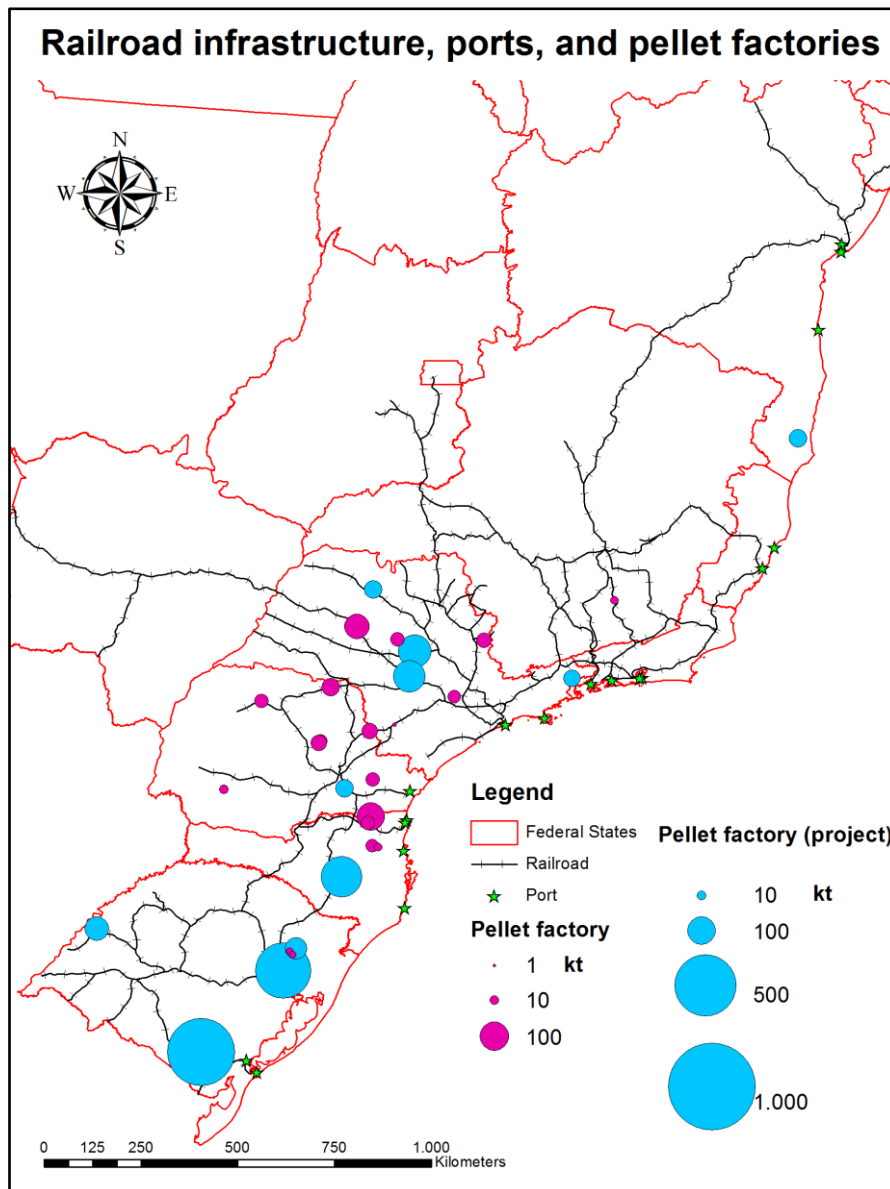 Railroad infrastructure, ports, and pellet factories
N
W E
S
Legend
Federal States
Railroad
Port
Pellet factory
1 kt
10
100
Pellet factory (project)
10 kt
100
500
1.000
0 125 250 500 750 1.000
Kilometers